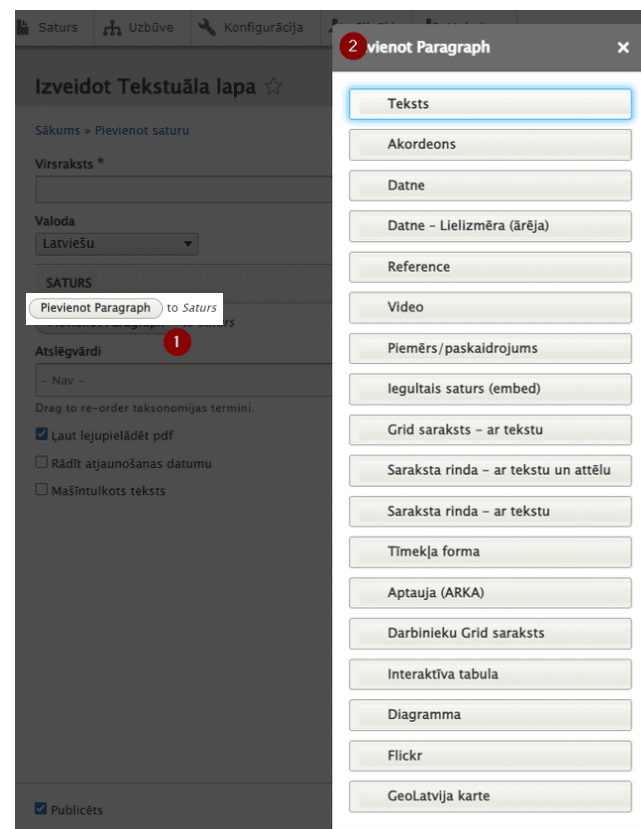 Saturs Uzbūve Konfigurācija
2 vienot Paragraph ×
Izveidot Tekstuāla lapa ☆
Sākums » Pievienot saturu
Virsraksts *
Valoda
Latviešu
SATURS
Pievienot Paragraph to Saturs
1
Atslēgvārdi
– Nav –
Drag to re-order taksonomijas termini.
Ļaut lejupielādēt pdf
Rādīt atjaunošanas datumu
Mašīntulkots teksts
Publicēts
Teksts
Akordeons
Datne
Datne – Lielizmēra (ārēja)
Reference
Video
Piemērs/paskaidrojums
Iegultais saturs (embed)
Grid saraksts – ar tekstu
Saraksta rinda – ar tekstu un attēlu
Saraksta rinda – ar tekstu
Tīmekļa forma
Aptauja (ARKA)
Darbinieku Grid saraksts
Interaktīva tabula
Diagramma
Flickr
GeoLatvija karte